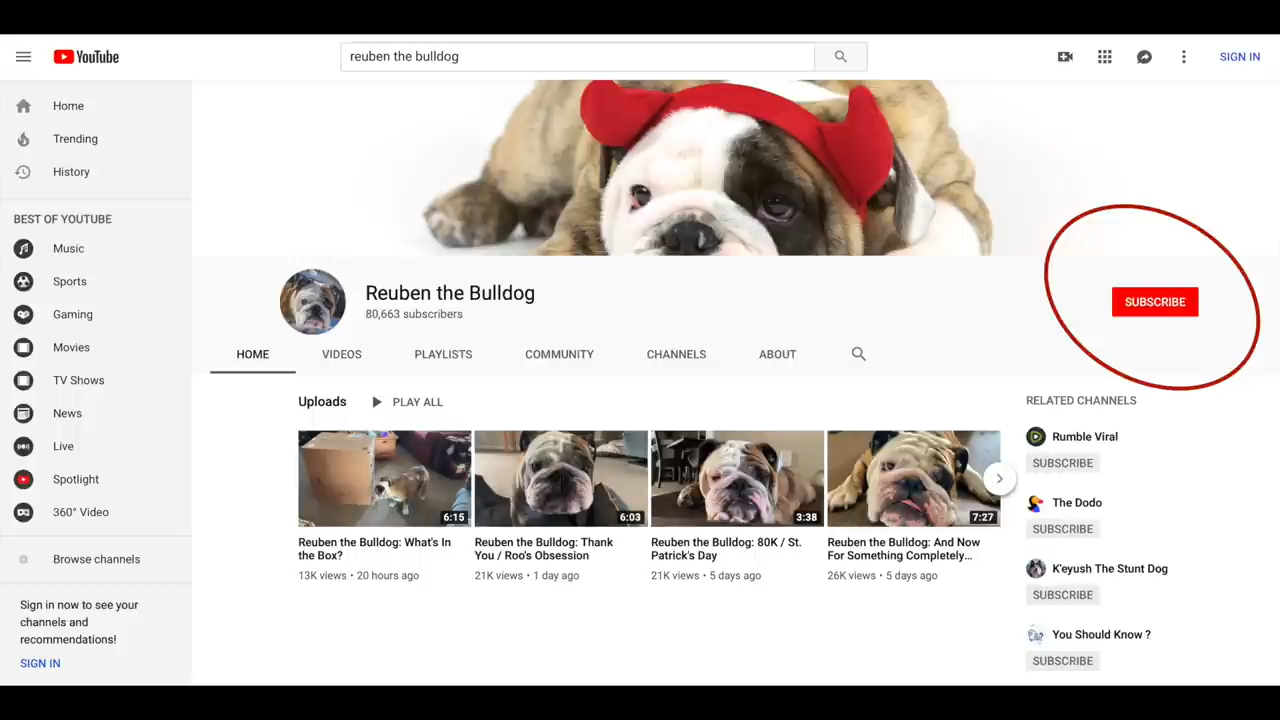 YouTube
reuben the bulldog
SIGN IN
Home
Trending
History
BEST OF YOUTUBE
Music
Sports
Gaming
Movies
TV Shows
News
Live
Spotlight
360° Video
Browse channels
Sign in now to see your
channels and
recommendations!
SIGN IN
Reuben the Bulldog
80,663 subscribers
SUBSCRIBE
HOME VIDEOS PLAYLISTS COMMUNITY CHANNELS ABOUT
Uploads PLAY ALL
6:15
Reuben the Bulldog: What's In
the Box?
13K views • 20 hours ago
6:03
Reuben the Bulldog: Thank
You / Roo's Obsession
21K views • 1 day ago
3:38
Reuben the Bulldog: 80K / St.
Patrick's Day
21K views • 5 days ago
7:27
Reuben the Bulldog: And Now
For Something Completely...
26K views • 5 days ago
RELATED CHANNELS
Rumble Viral
SUBSCRIBE
The Dodo
SUBSCRIBE
K'eyush The Stunt Dog
SUBSCRIBE
You Should Know ?
SUBSCRIBE